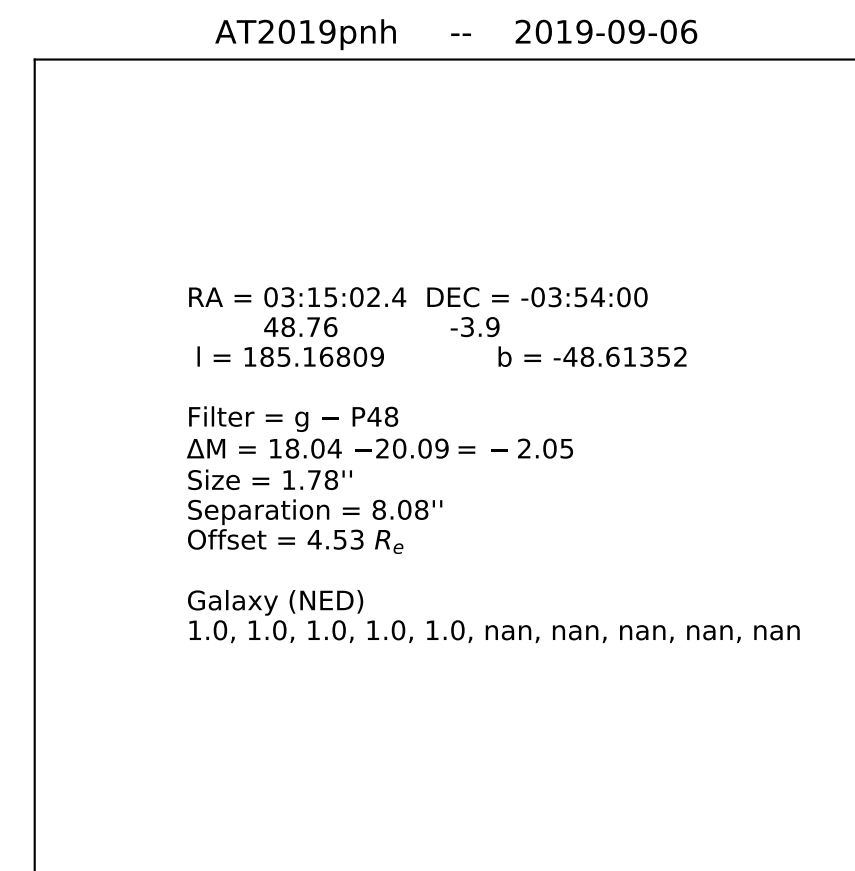 AT2019pnh -- 2019-09-06
RA = 03:15:02.4 DEC = -03:54:00
48.76 -3.9
l = 185.16809 b = -48.61352
Filter = g − P48
ΔM = 18.04 −20.09 = − 2.05
Size = 1.78''
Separation = 8.08''
Offset = 4.53 Re
Galaxy (NED)
1.0, 1.0, 1.0, 1.0, 1.0, nan, nan, nan, nan, nan